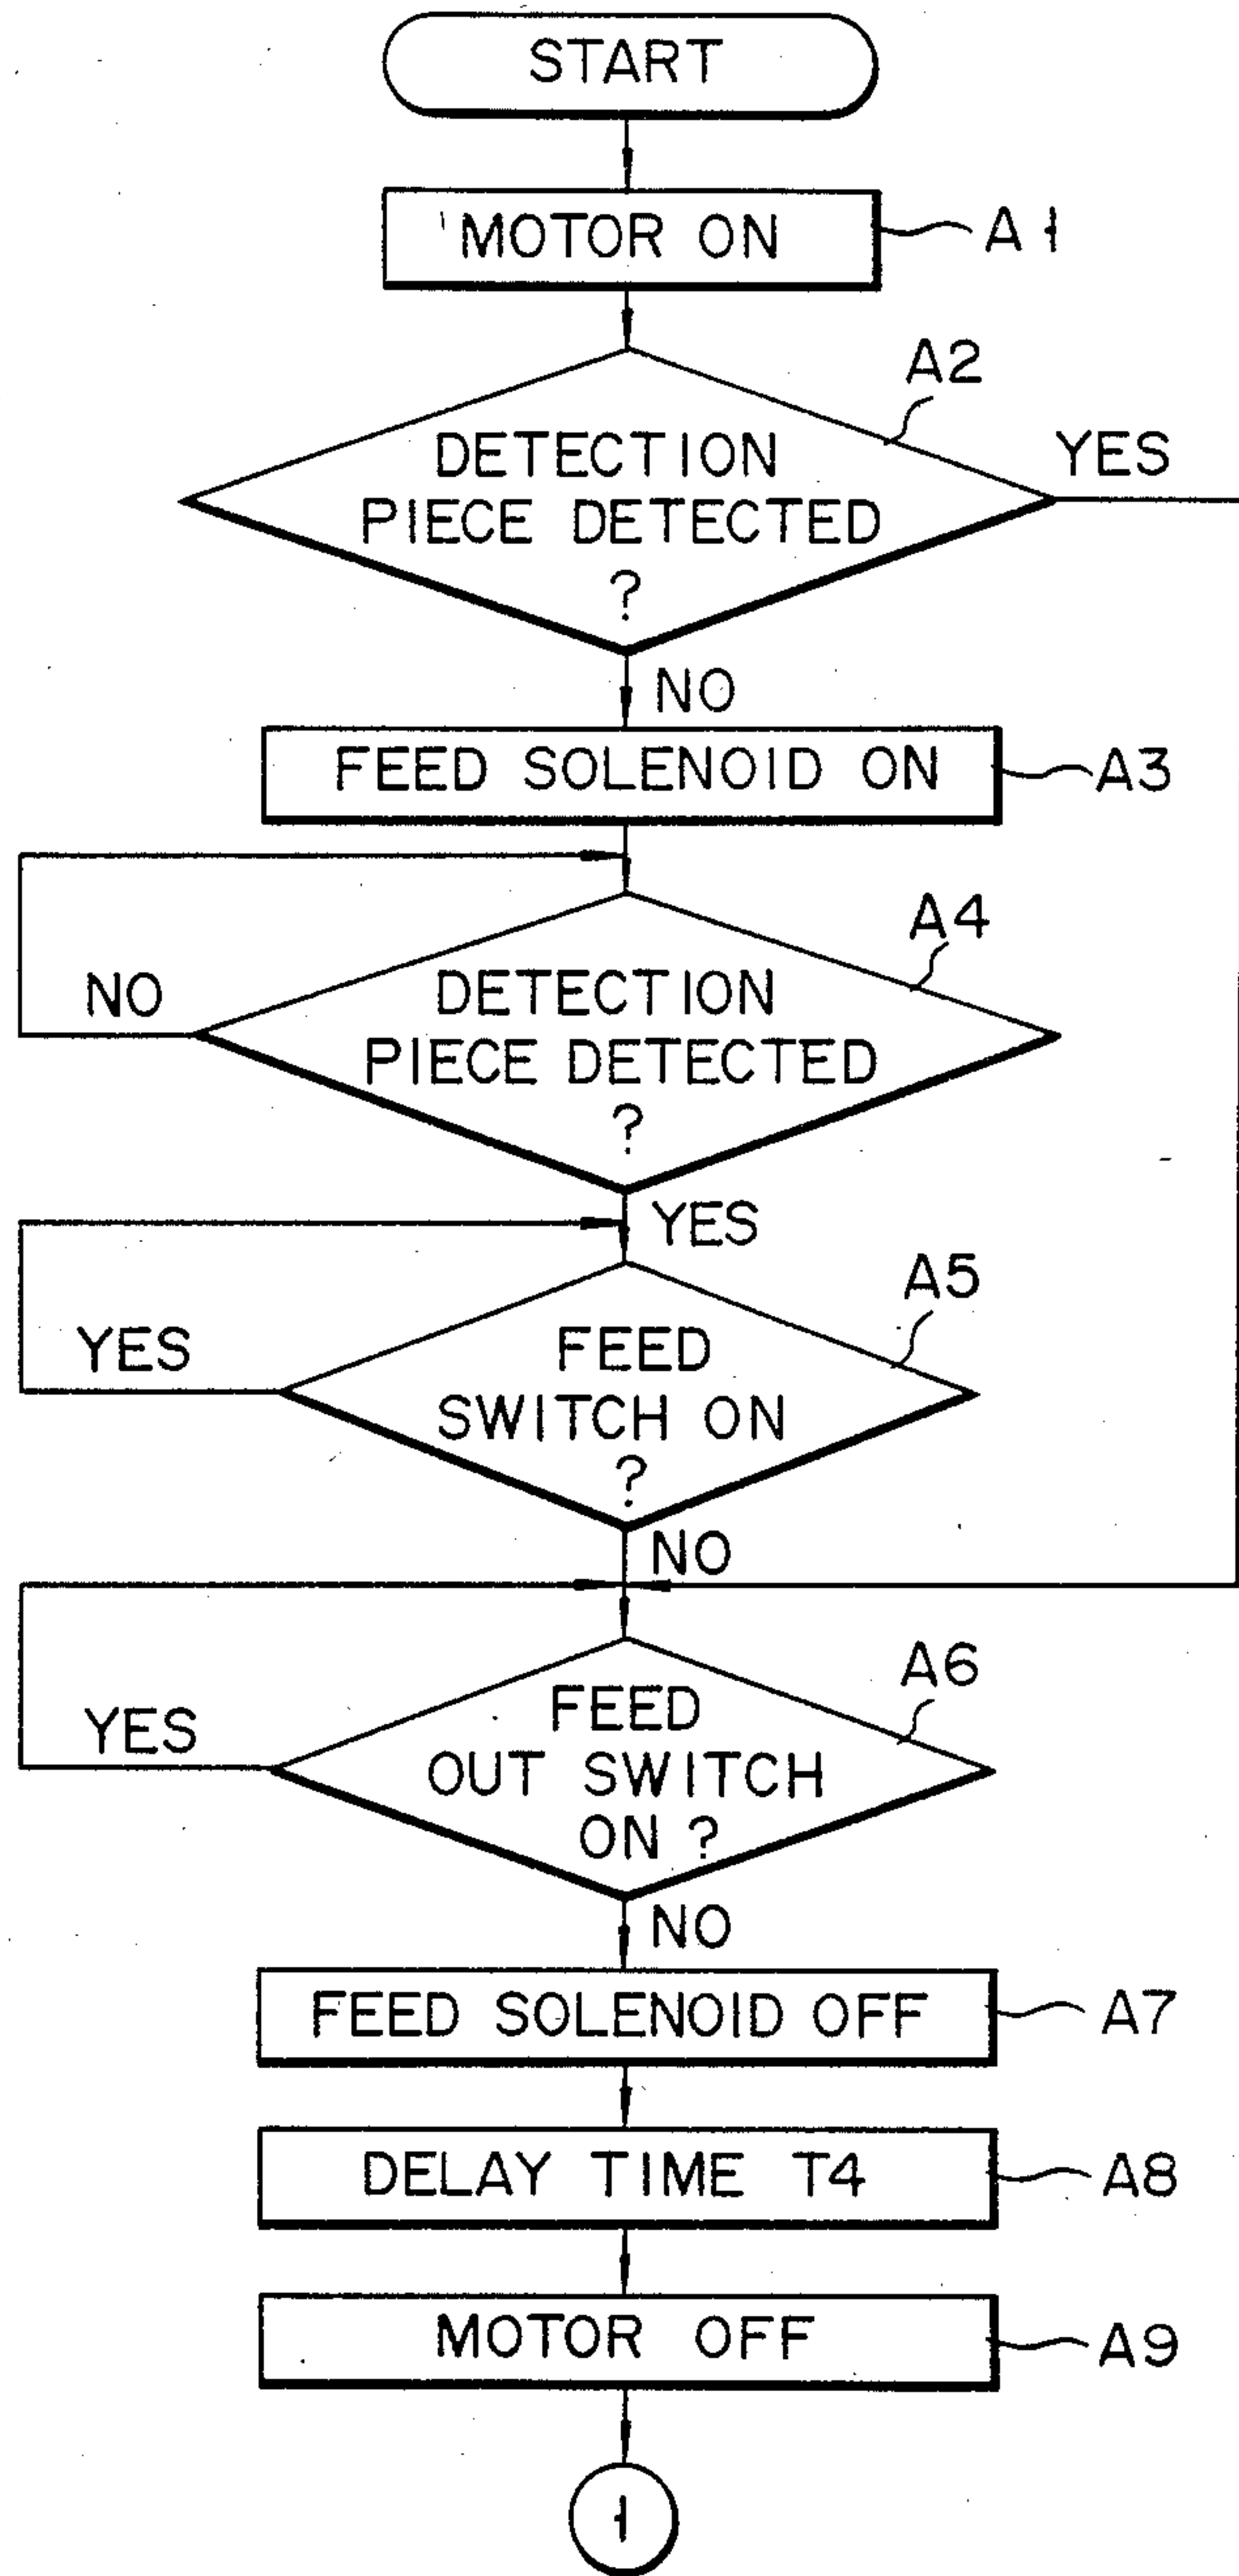 START
MOTOR ON
A1
A2
DETECTION
PIECE DETECTED
?
YES
NO
FEED SOLENOID ON
A3
A4
DETECTION
PIECE DETECTED
?
NO
YES
A5
FEED
SWITCH ON
?
YES
NO
A6
FEED
OUT SWITCH
ON ?
YES
NO
FEED SOLENOID OFF
A7
DELAY TIME T4
A8
MOTOR OFF
A9
1